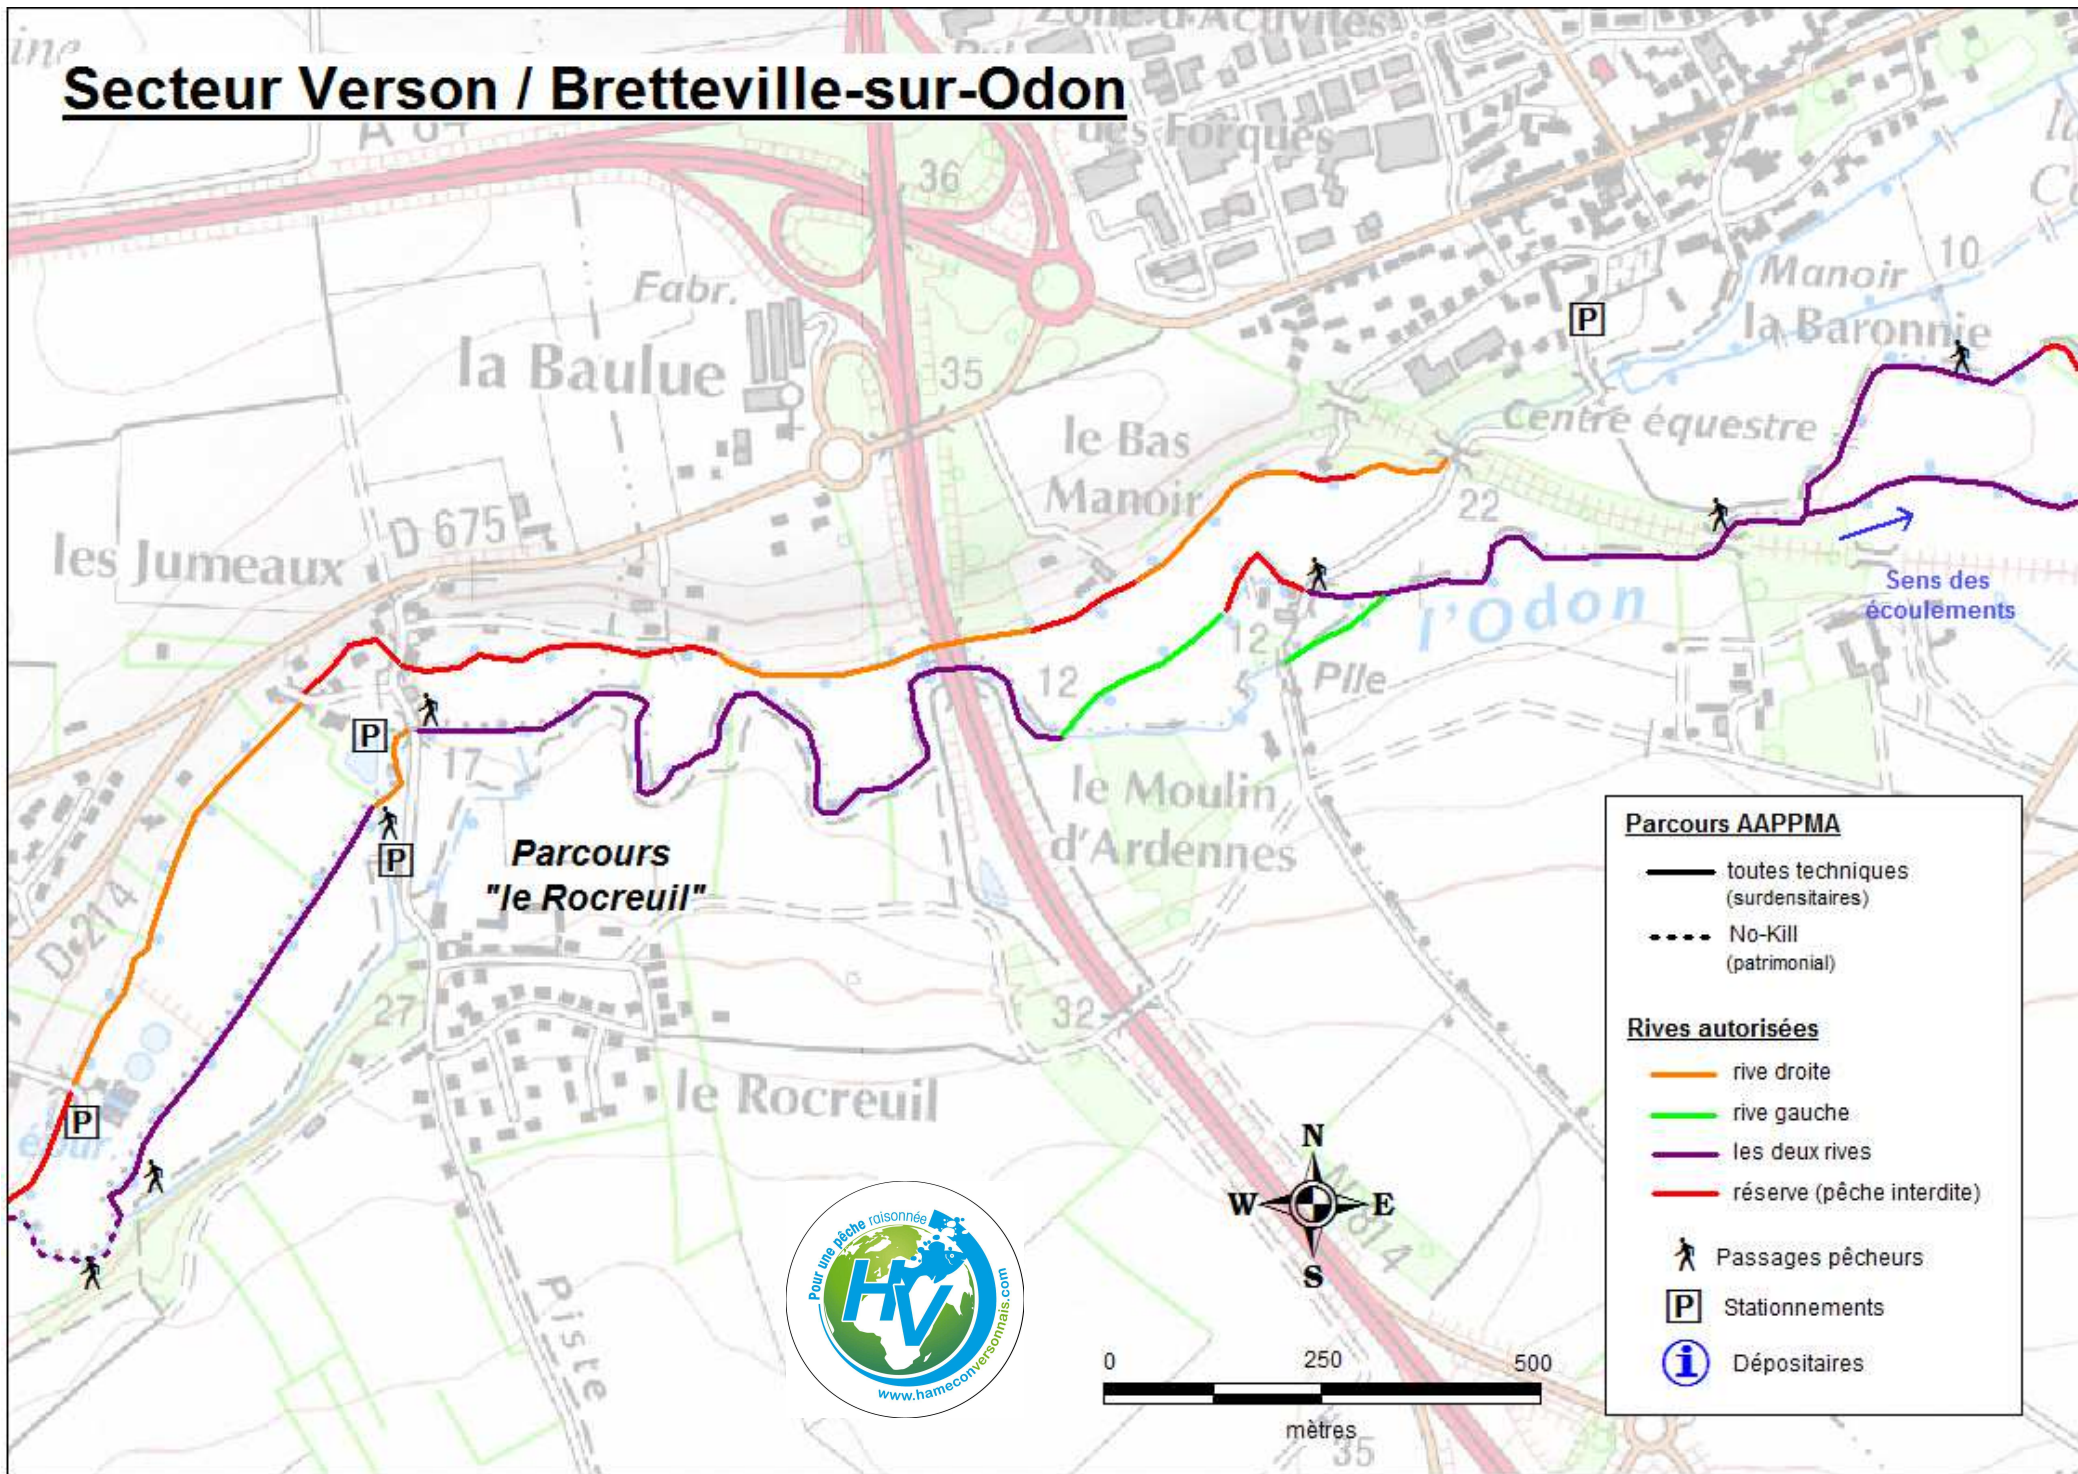 Zone d'Activités
ine
Secteur Verson / Bretteville-sur-Odon
des Forques
36
Manoir
10
la Baronnie
Fabr.
P
la Baulue
35
Centre équestre
le Bas
Manoir
22
D 675
les Jumeaux
Sens des
écoulements
l'Odon
12
12
Plle
P
17
le Moulin
d'Ardennes
Parcours
"le Rocreuil"
P
D 214
27
32
le Rocreuil
P
épur.
Piste
N
W E
S
N 814
35
Pour une pêche raisonnée
HV
www.hameconversonnais.com
0 250 500
mètres
Parcours AAPPMA
toutes techniques
(surdensitaires)
No-Kill
(patrimonial)
Rives autorisées
rive droite
rive gauche
les deux rives
réserve (pêche interdite)
Passages pêcheurs
P Stationnements
i Dépositaires